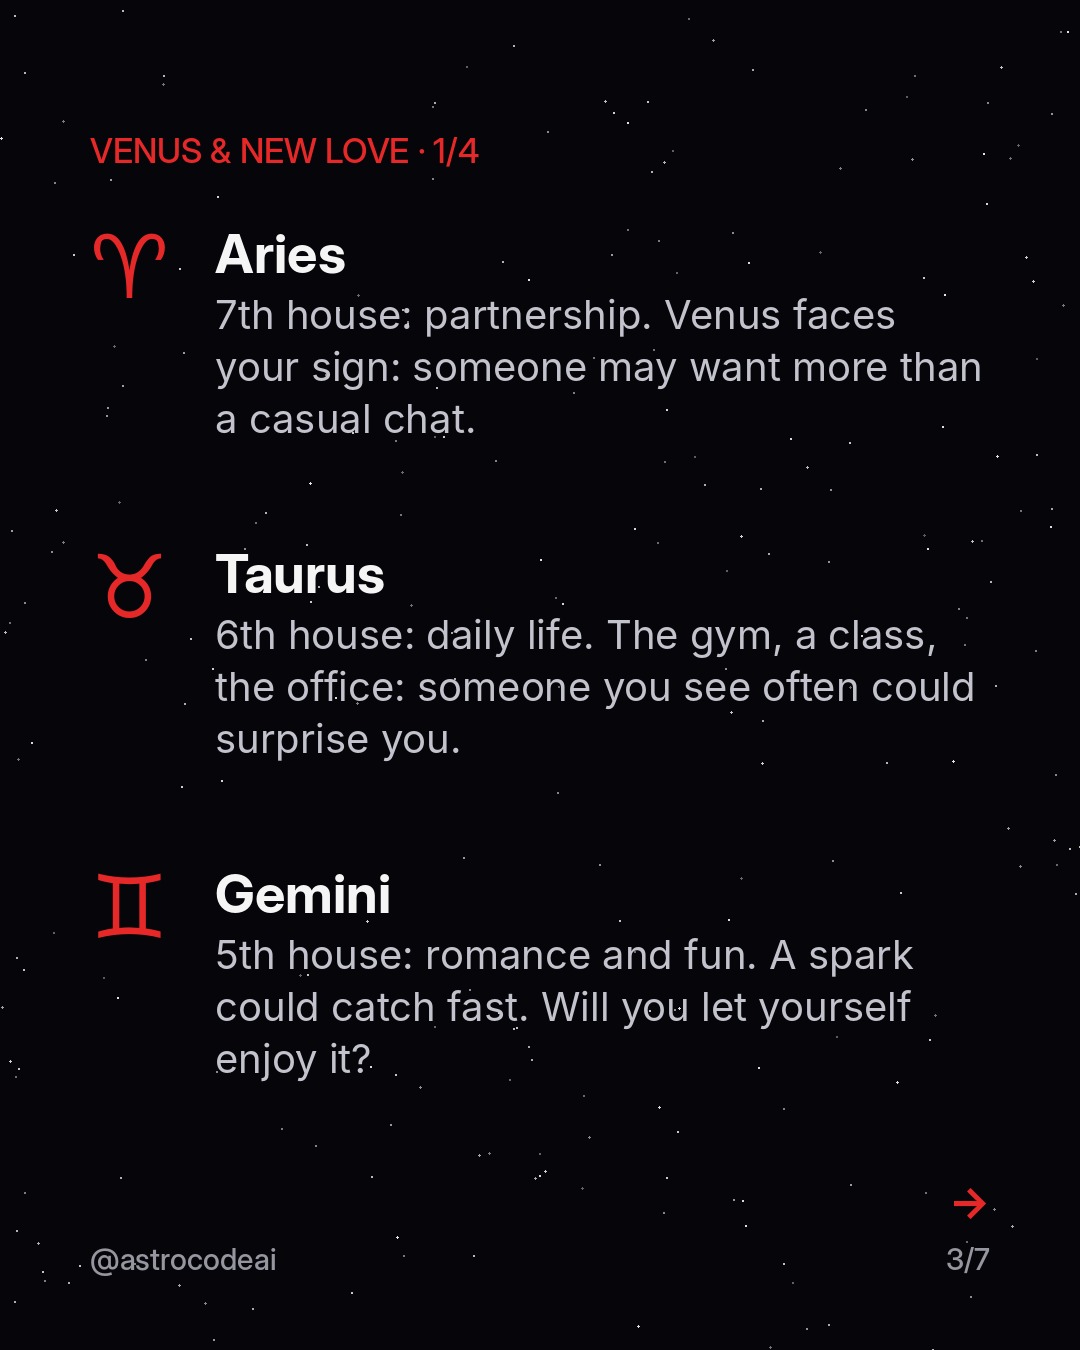 VENUS & NEW LOVE · 1/4
♈ Aries
7th house: partnership. Venus faces
your sign: someone may want more than
a casual chat.
♉ Taurus
6th house: daily life. The gym, a class,
the office: someone you see often could
surprise you.
♊ Gemini
5th house: romance and fun. A spark
could catch fast. Will you let yourself
enjoy it?
→
@astrocodeai
3/7